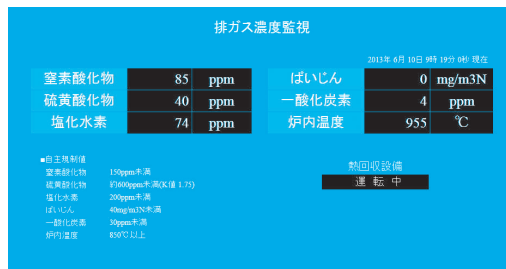 排ガス濃度監視
2013年 6月 10日 9時 19分 0秒 現在
窒素酸化物 85 ppm ばいじん 0 mg/m3N
硫黄酸化物 40 ppm 一酸化炭素 4 ppm
塩化水素 74 ppm 炉内温度 955 ℃
■自主規制値
窒素酸化物 150ppm未満
硫黄酸化物 約600ppm未満(K値 1.75)
塩化水素 200ppm未満
ばいじん 40mg/m3N未満
一酸化炭素 30ppm未満
炉内温度 850℃以上
熱回収設備
運 転 中